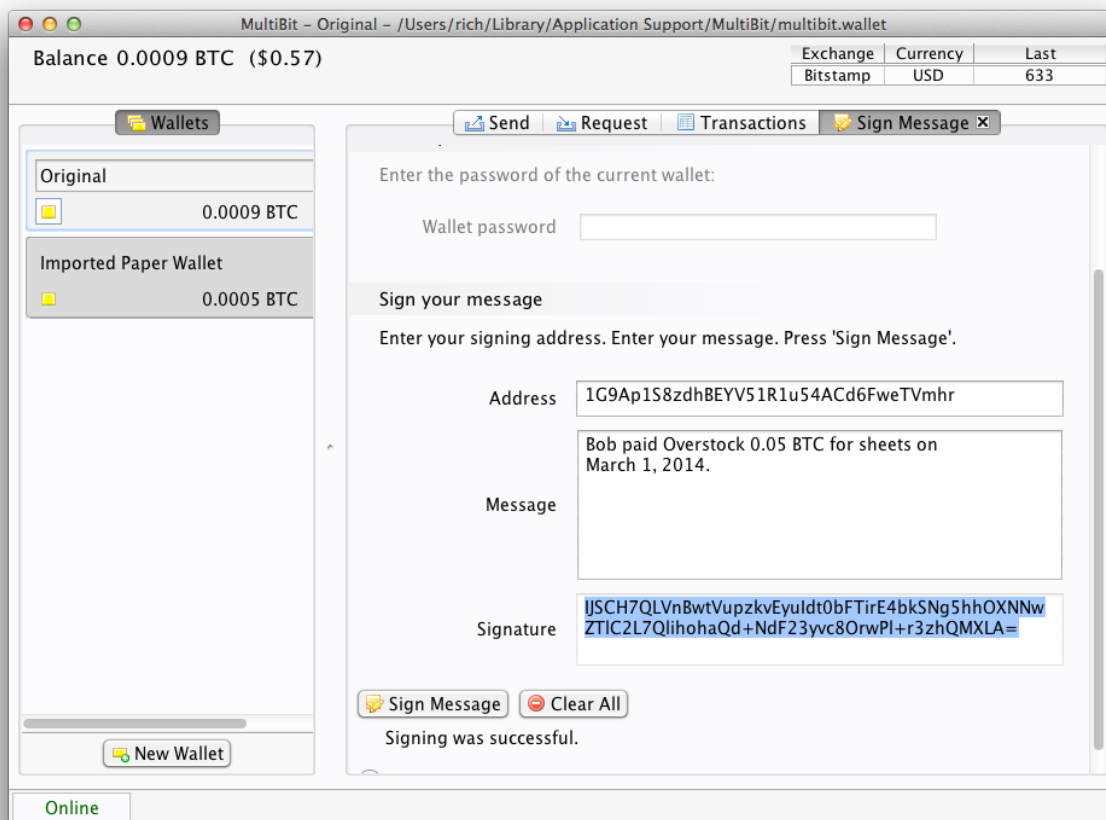 MultiBit – Original – /Users/rich/Library/Application Support/MultiBit/multibit.wallet
Balance 0.0009 BTC ($0.57)
Exchange Currency Last
Bitstamp USD 633
Wallets
Original
0.0009 BTC
Imported Paper Wallet
0.0005 BTC
New Wallet
Send Request Transactions Sign Message
Enter the password of the current wallet:
Wallet password
Sign your message
Enter your signing address. Enter your message. Press 'Sign Message'.
Address 1G9Ap1S8zdhBEYV51R1u54ACd6FweTVmhr
Message
Bob paid Overstock 0.05 BTC for sheets on
March 1, 2014.
Signature
IJSCH7QLVnBwtVupzkvEyuIdt0bFTirE4bkSNg5hhOXNNw
ZTlC2L7QlihohaQd+NdF23yvc8OrwPl+r3zhQMXLA=
Sign Message Clear All
Signing was successful.
Online